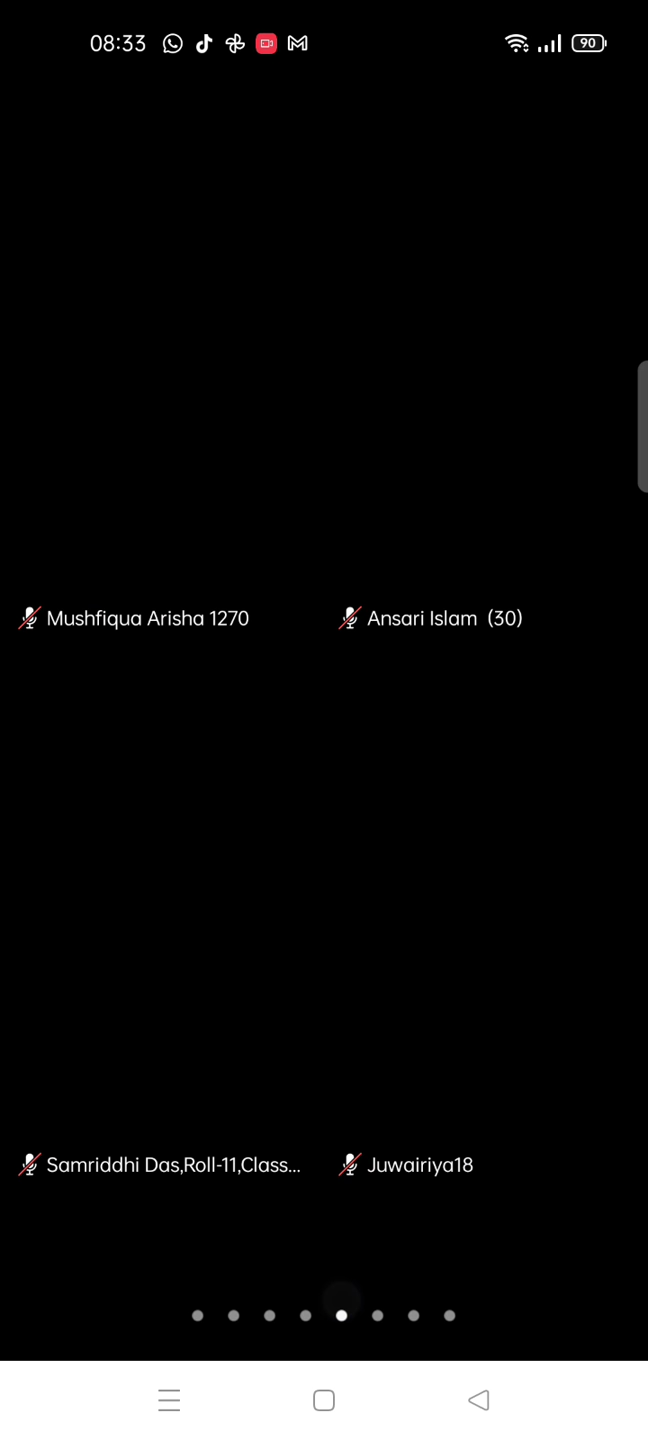 08:33
90
Mushfiqua Arisha 1270
Ansari Islam (30)
Samriddhi Das,Roll-11,Class...
Juwairiya18